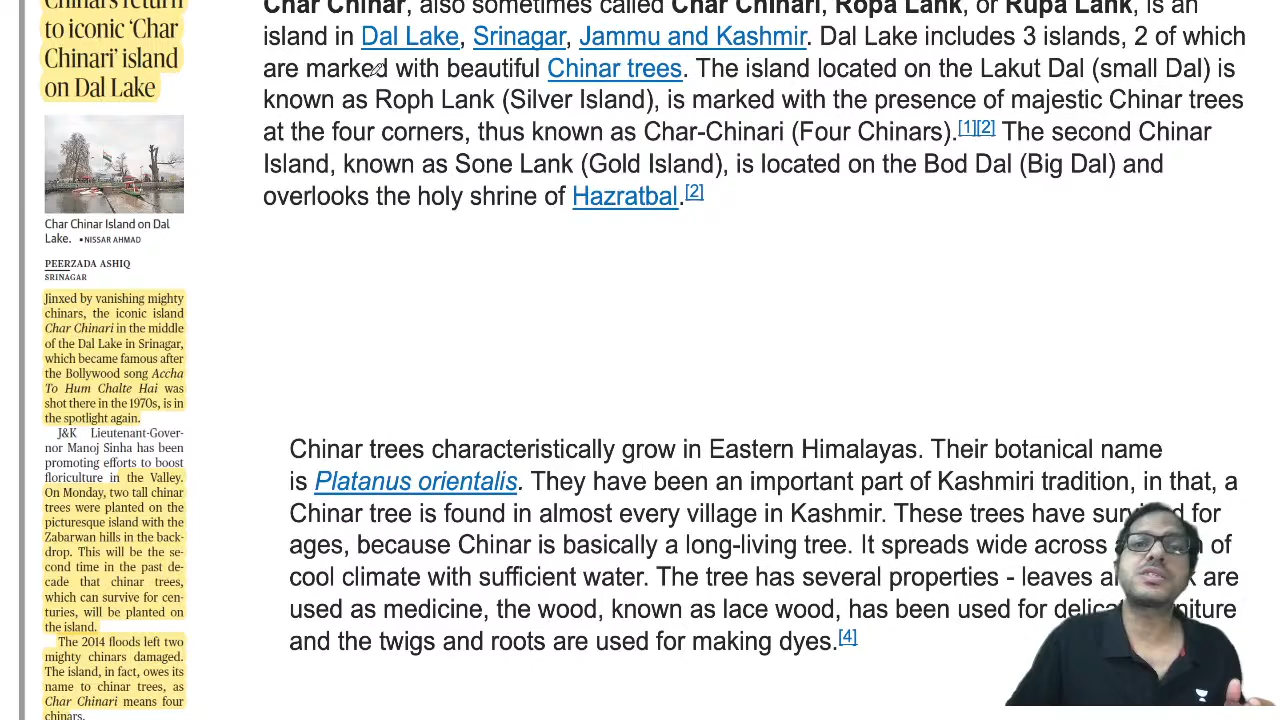 Chinars return
to iconic ‘Char
Chinari’ island
on Dal Lake
Char Chinar Island on Dal
Lake. ▪ NISSAR AHMAD
PEERZADA ASHIQ
SRINAGAR
Jinxed by vanishing mighty
chinars, the iconic island
Char Chinari in the middle
of the Dal Lake in Srinagar,
which became famous after
the Bollywood song Accha
To Hum Chalte Hai was
shot there in the 1970s, is in
the spotlight again.
J&K Lieutenant-Gover-
nor Manoj Sinha has been
promoting efforts to boost
floriculture in the Valley.
On Monday, two tall chinar
trees were planted on the
picturesque island with the
Zabarwan hills in the back-
drop. This will be the se-
cond time in the past de-
cade that chinar trees,
which can survive for cen-
turies, will be planted on
the island.
The 2014 floods left two
mighty chinars damaged.
The island, in fact, owes its
name to chinar trees, as
Char Chinari means four
chinars.
Char Chinar, also sometimes called Char Chinari, Ropa Lank, or Rupa Lank, is an
island in Dal Lake, Srinagar, Jammu and Kashmir. Dal Lake includes 3 islands, 2 of which
are marked with beautiful Chinar trees. The island located on the Lakut Dal (small Dal) is
known as Roph Lank (Silver Island), is marked with the presence of majestic Chinar trees
at the four corners, thus known as Char-Chinari (Four Chinars).[1][2] The second Chinar
Island, known as Sone Lank (Gold Island), is located on the Bod Dal (Big Dal) and
overlooks the holy shrine of Hazratbal.[2]
Chinar trees characteristically grow in Eastern Himalayas. Their botanical name
is Platanus orientalis. They have been an important part of Kashmiri tradition, in that, a
Chinar tree is found in almost every village in Kashmir. These trees have for
ages, because Chinar is basically a long-living tree. It spreads wide across of
cool climate with sufficient water. The tree has several properties - leaves are
used as medicine, the wood, known as lace wood, has been used for
and the twigs and roots are used for making dyes.[4]